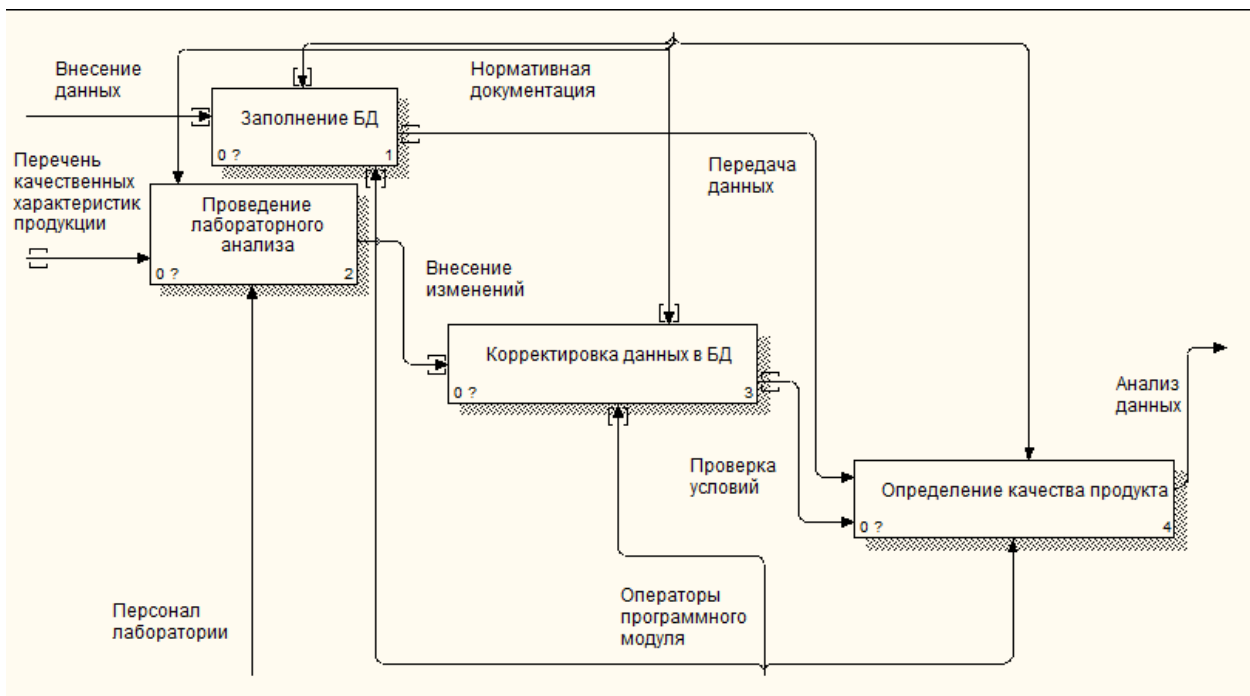 Внесение
данных
Нормативная
документация
Заполнение БД
0 ?
1
Перечень
качественных
характеристик
продукции
Передача
данных
Проведение
лабораторного
анализа
0 ?
2
Внесение
изменений
Корректировка данных в БД
0 ?
3
Анализ
данных
Проверка
условий
Определение качества продукта
0 ?
4
Операторы
программного
модуля
Персонал
лаборатории